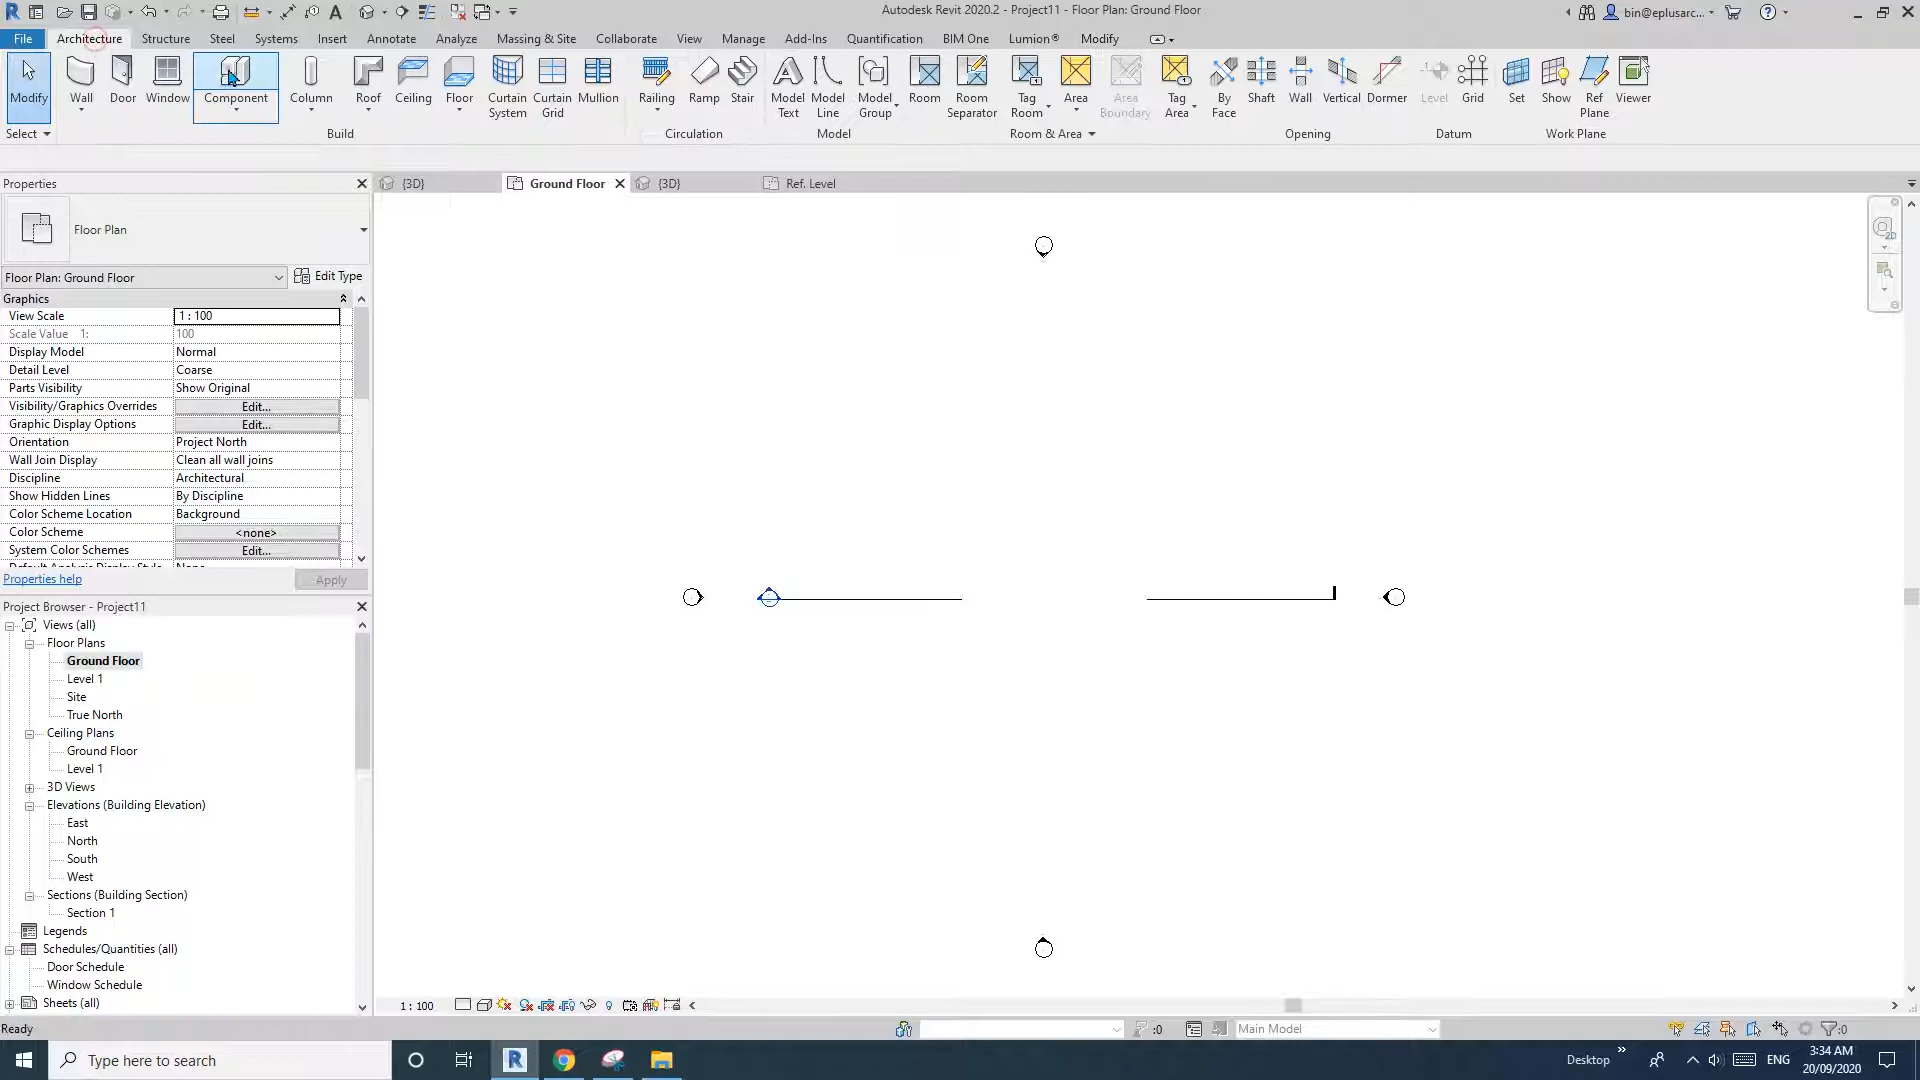 Autodesk Revit 2020.2 - Project11 - Floor Plan: Ground Floor
bin@eplusarc...
File Architecture Structure Steel Systems Insert Annotate Analyze Massing & Site Collaborate View Manage Add-Ins Quantification BIM One Lumion® Modify
Modify Wall Door Window Component Column Roof Ceiling Floor Curtain System Curtain Grid Mullion Railing Ramp Stair Model Text Model Line Model Group Room Room Separator Tag Room Area Area Boundary Tag Area By Face Shaft Wall Vertical Dormer Level Grid Set Show Ref Plane Viewer
Select Build Circulation Model Room & Area Opening Datum Work Plane
Properties
{3D} Ground Floor {3D} Ref. Level
Floor Plan
Floor Plan: Ground Floor Edit Type
Graphics
View Scale 1 : 100
Scale Value 1: 100
Display Model Normal
Detail Level Coarse
Parts Visibility Show Original
Visibility/Graphics Overrides Edit...
Graphic Display Options Edit...
Orientation Project North
Wall Join Display Clean all wall joins
Discipline Architectural
Show Hidden Lines By Discipline
Color Scheme Location Background
Color Scheme <none>
System Color Schemes Edit...
Properties help Apply
Project Browser - Project11
Views (all)
Floor Plans
Ground Floor
Level 1
Site
True North
Ceiling Plans
Ground Floor
Level 1
3D Views
Elevations (Building Elevation)
East
North
South
West
Sections (Building Section)
Section 1
Legends
Schedules/Quantities (all)
Door Schedule
Window Schedule
Sheets (all)
1 : 100
Ready :0 Main Model :0
Type here to search
Desktop ENG 3:34 AM
20/09/2020